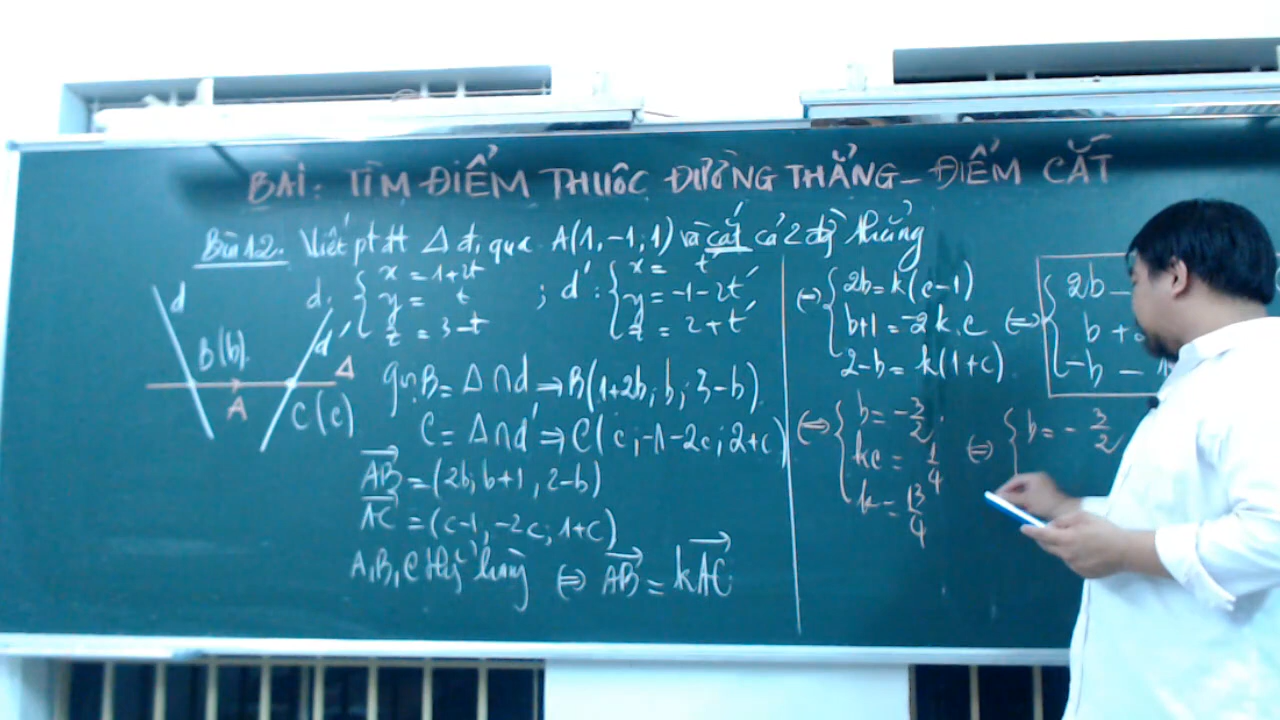 BÀI: TÌM ĐIỂM THUỘC ĐƯỜNG THẲNG - ĐIỂM CẮT
Bài 12. Viết pt đt Δ đi qua A(1,-1,1) và cắt cả 2 đg thẳng
d: { x = 1+2t
y = t
z = 3-t
; d': { x = t'
y = -1-2t'
z = 2+t'
d
d'
B(b)
Δ
A
C(c)
gọi B = Δ∩d ⇒ B(1+2b; b; 3-b)
C = Δ∩d' ⇒ C(c; -1-2c; 2+c)
AB = (2b; b+1; 2-b)
AC = (c-1; -2c; 1+c)
A,B,C thg hàng ⇔ AB = kAC
⇔ { 2b = k(c-1)
b+1 = -2k.c
2-b = k(1+c)
⇔ { 2b -
b +
-b -
⇔ { b = -3/2
kc = 1/4
k = 13/4
⇔ { b = -3/2